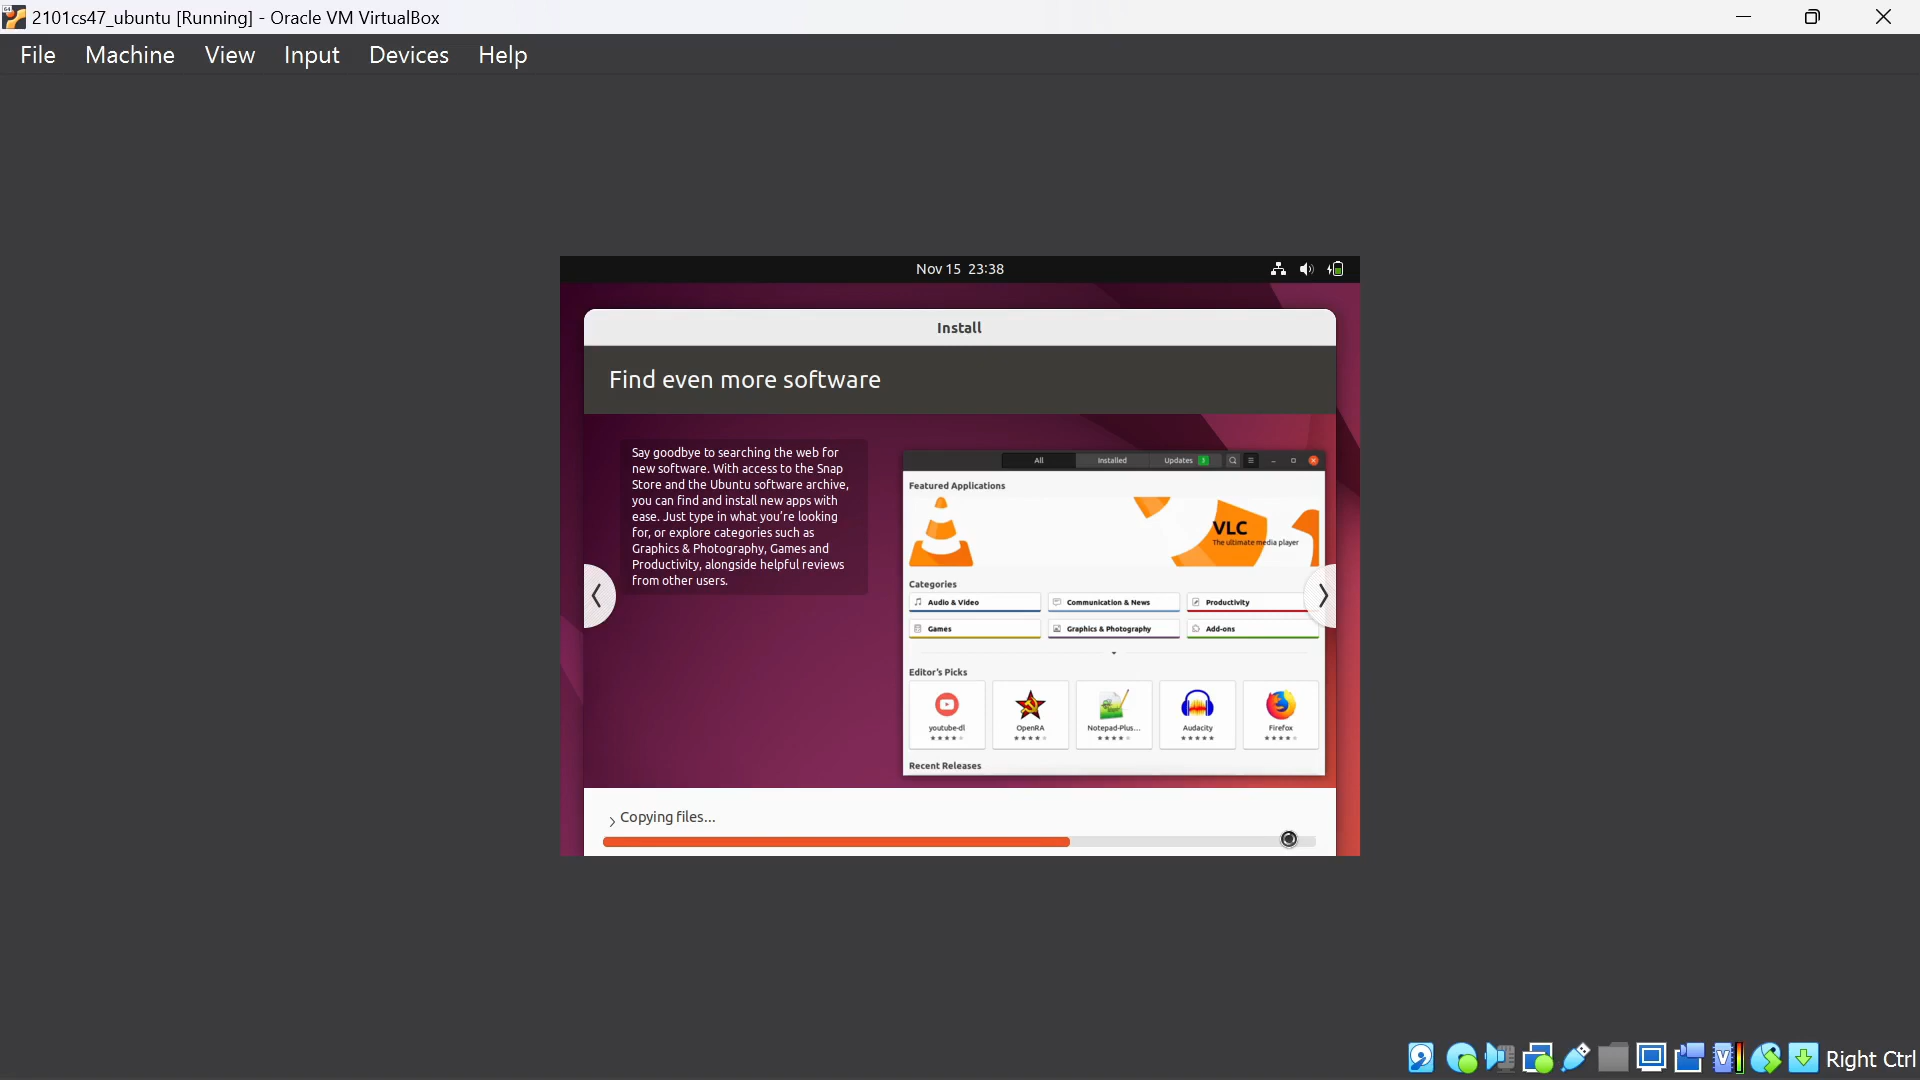 2101cs47_ubuntu [Running] - Oracle VM VirtualBox
File Machine View Input Devices Help
Nov 15 23:38
Install
Find even more software
Say goodbye to searching the web for
new software. With access to the Snap
Store and the Ubuntu software archive,
you can find and install new apps with
ease. Just type in what you're looking
for, or explore categories such as
Graphics & Photography, Games and
Productivity, alongside helpful reviews
from other users.
All Installed Updates 3
Featured Applications
VLC
The ultimate media player
Categories
Audio & Video Communication & News Productivity
Games Graphics & Photography Add-ons
Editor's Picks
youtube-dl OpenRA Notepad-Plus... Audacity Firefox
Recent Releases
Copying files...
Right Ctrl